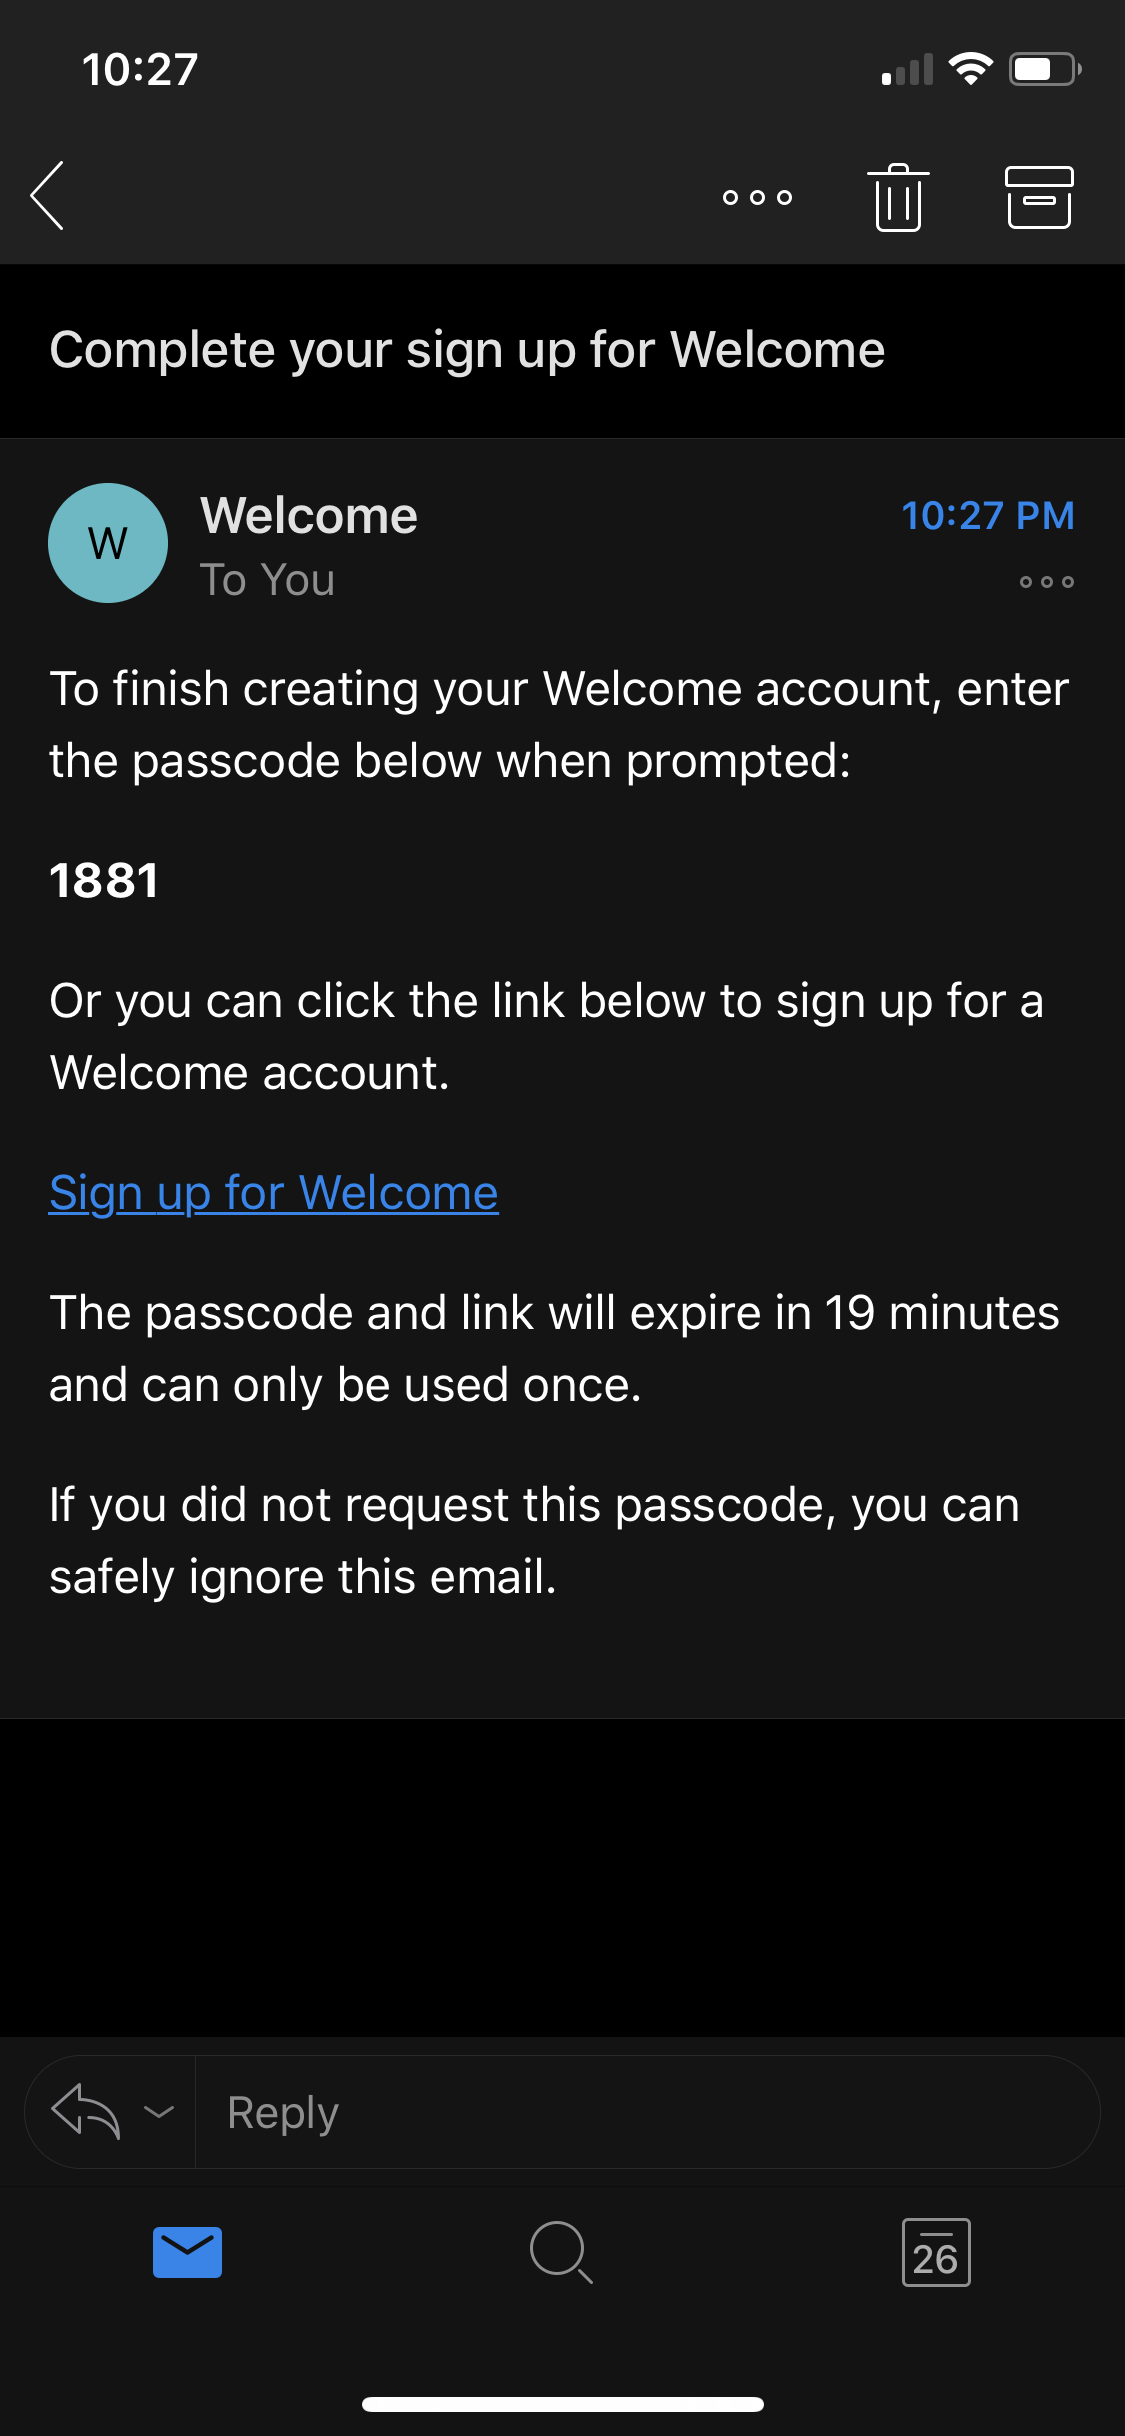 10:27
Complete your sign up for Welcome
W
Welcome
10:27 PM
To You
To finish creating your Welcome account, enter
the passcode below when prompted:
1881
Or you can click the link below to sign up for a
Welcome account.
Sign up for Welcome
The passcode and link will expire in 19 minutes
and can only be used once.
If you did not request this passcode, you can
safely ignore this email.
Reply
26